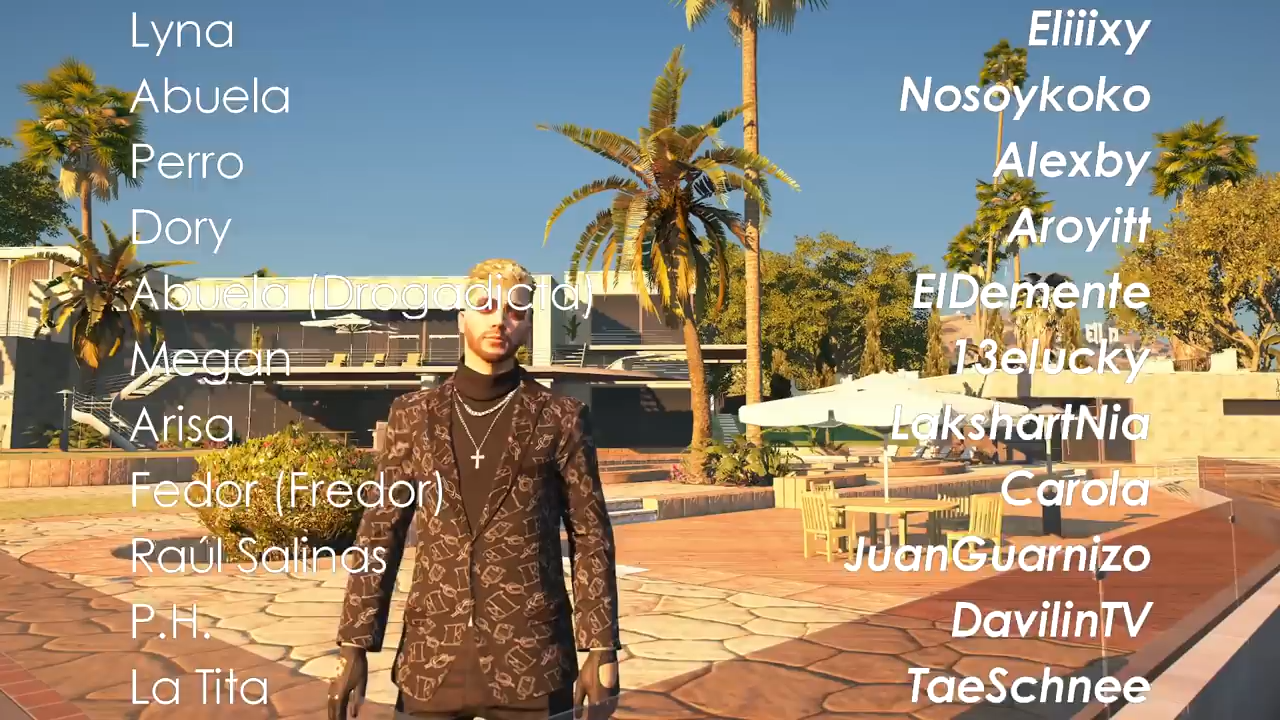 Lyna Eliiixy
Abuela Nosoykoko
Perro Alexby
Dory Aroyitt
Abuela (Drogadicta) ElDemente
Megan 13elucky
Arisa LakshartNia
Fedor (Fredor) Carola
Raúl Salinas JuanGuarnizo
P.H. DavilinTV
La Tita TaeSchnee